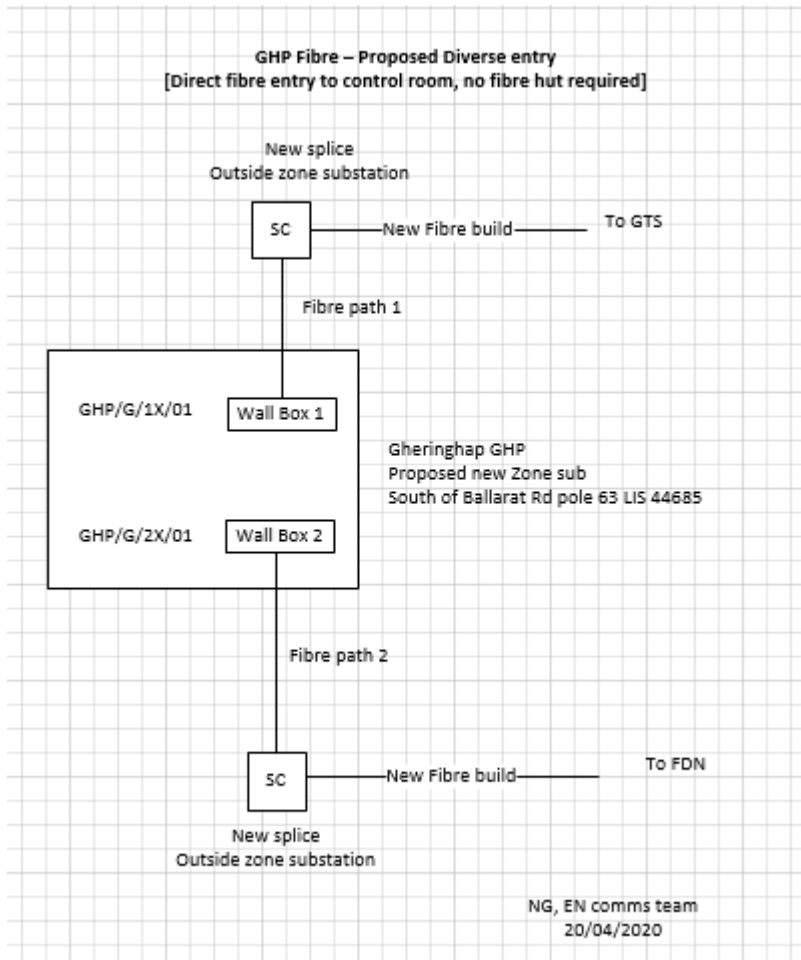 GHP Fibre – Proposed Diverse entry
[Direct fibre entry to control room, no fibre hut required]
New splice
Outside zone substation
SC
New Fibre build
To GTS
Fibre path 1
GHP/G/1X/01
Wall Box 1
Gheringhap GHP
Proposed new Zone sub
South of Ballarat Rd pole 63 LIS 44685
GHP/G/2X/01
Wall Box 2
Fibre path 2
SC
New Fibre build
To FDN
New splice
Outside zone substation
NG, EN comms team
20/04/2020